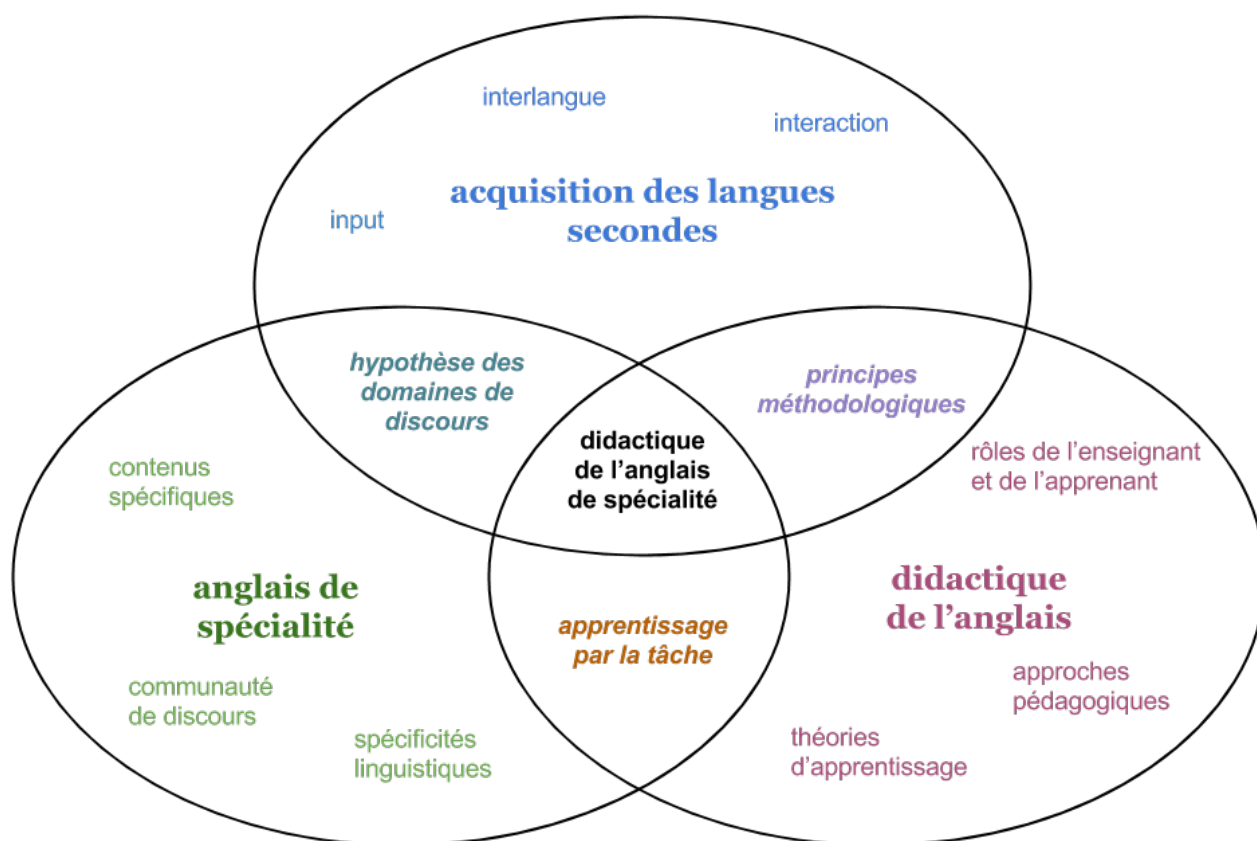 interlangue
interaction
acquisition des langues
secondes
input
hypothèse des
domaines de
discours
principes
méthodologiques
didactique
de l’anglais
de spécialité
contenus
spécifiques
rôles de l’enseignant
et de l’apprenant
anglais de
spécialité
didactique
de l’anglais
apprentissage
par la tâche
communauté
de discours
approches
pédagogiques
spécificités
linguistiques
théories
d’apprentissage